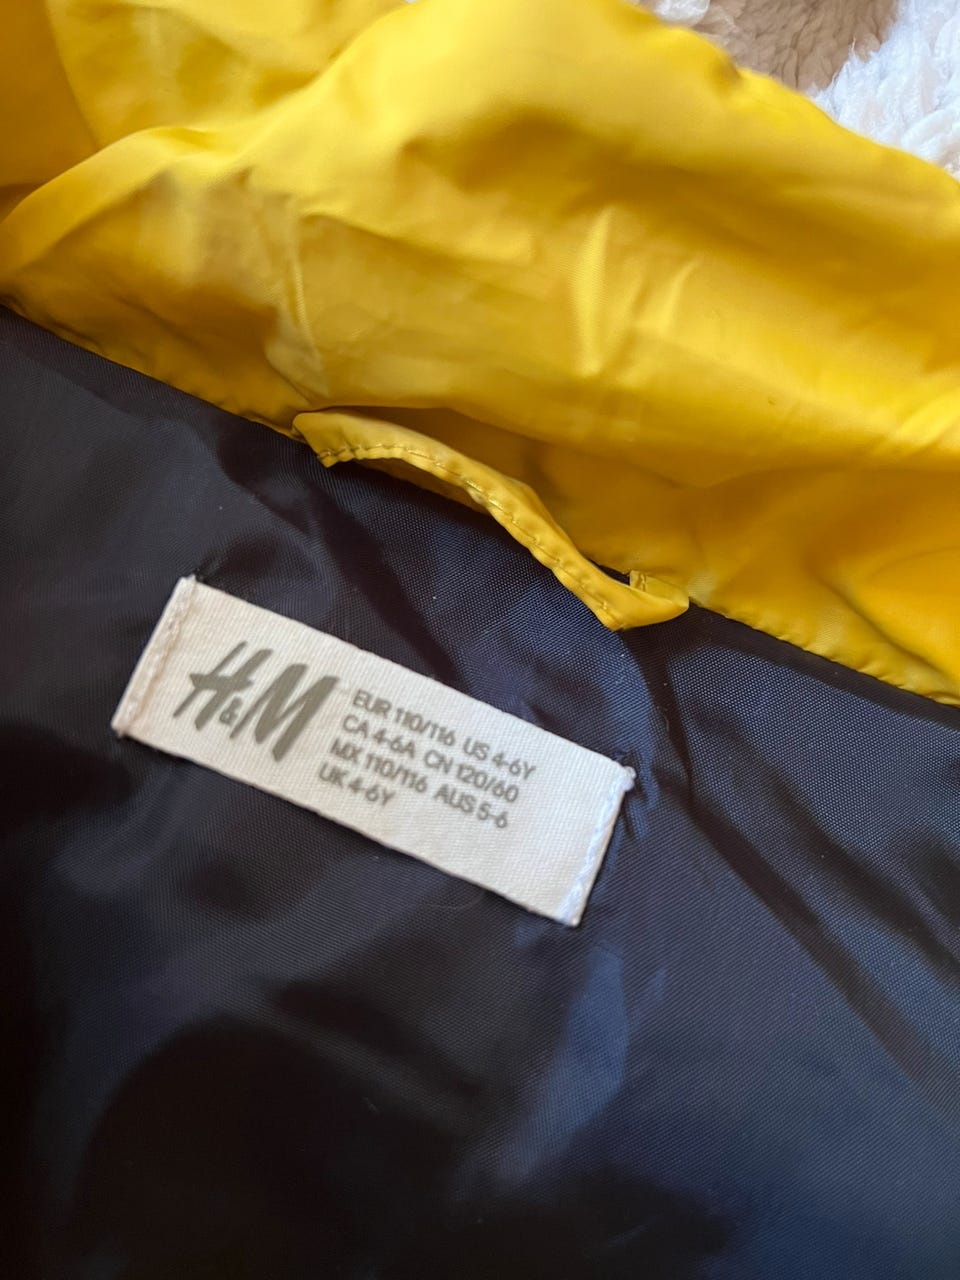 H&M
EUR 110/116 US 4-6Y
CA 4-6A CN 120/60
MX 110/116 AUS 5-6
UK 4-6Y